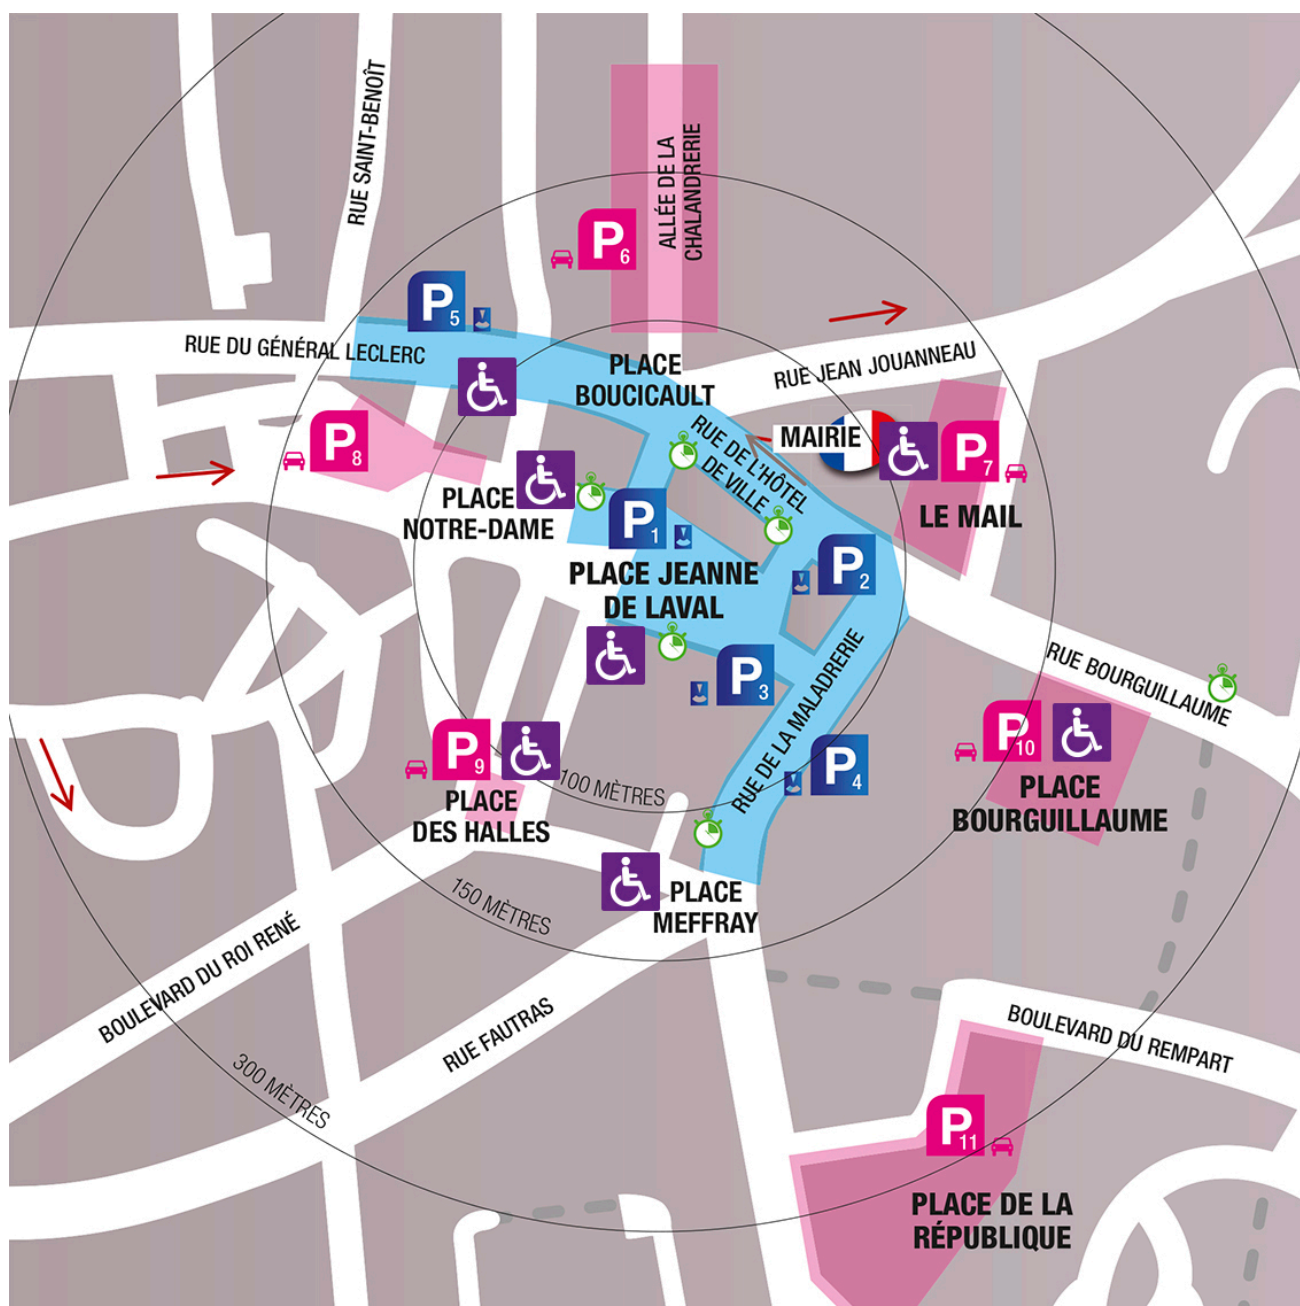 RUE SAINT-BENOÎT
ALLÉE DE LA
CHALANDRERIE
P6
P5
RUE DU GÉNÉRAL LECLERC
PLACE
BOUCICAULT
RUE JEAN JOUANNEAU
P8
RUE DE L'HÔTEL
DE VILLE
MAIRIE
P7
LE MAIL
PLACE
NOTRE-DAME
P1
P2
PLACE JEANNE
DE LAVAL
P3
RUE DE LA MALADRERIE
RUE BOURGUILLAUME
P9
P4
P10
100 MÈTRES
PLACE
DES HALLES
PLACE
BOURGUILLAUME
150 MÈTRES
PLACE
MEFFRAY
BOULEVARD DU ROI RENÉ
RUE FAUTRAS
BOULEVARD DU REMPART
300 MÈTRES
P11
PLACE DE LA
RÉPUBLIQUE